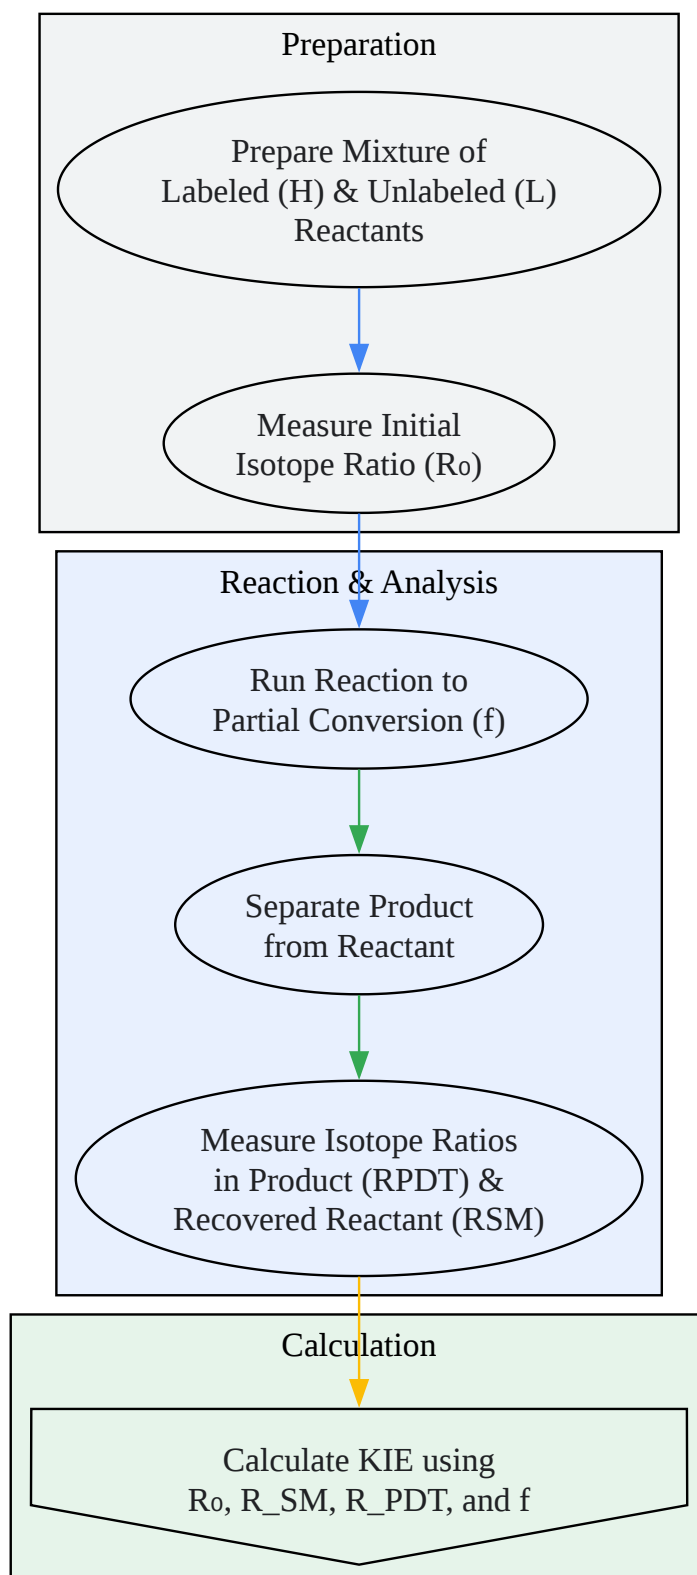 Preparation
Prepare Mixture of
Labeled (H) & Unlabeled (L)
Reactants
Measure Initial
Isotope Ratio (R₀)
Reaction & Analysis
Run Reaction to
Partial Conversion (f)
Separate Product
from Reactant
Measure Isotope Ratios
in Product (RPDT) &
Recovered Reactant (RSM)
Calculation
Calculate KIE using
R₀, R_SM, R_PDT, and f